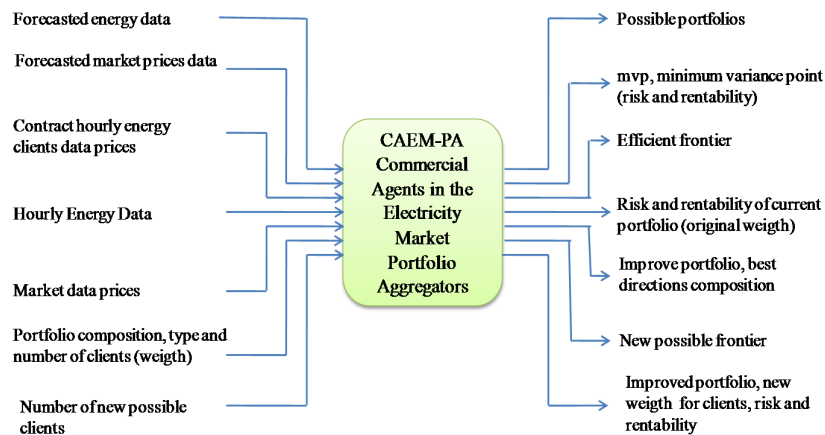 Forecasted energy data
Forecasted market prices data
Contract hourly energy
clients data prices
Hourly Energy Data
Market data prices
Portfolio composition, type and
number of clients (weigth)
Number of new possible
clients
CAEM-PA
Commercial
Agents in the
Electricity
Market
Portfolio
Aggregators
Possible portfolios
mvp, minimum variance point
(risk and rentability)
Efficient frontier
Risk and rentability of current
portfolio (original weigth)
Improve portfolio, best
directions composition
New possible frontier
Improved portfolio, new
weigth for clients, risk and
rentability